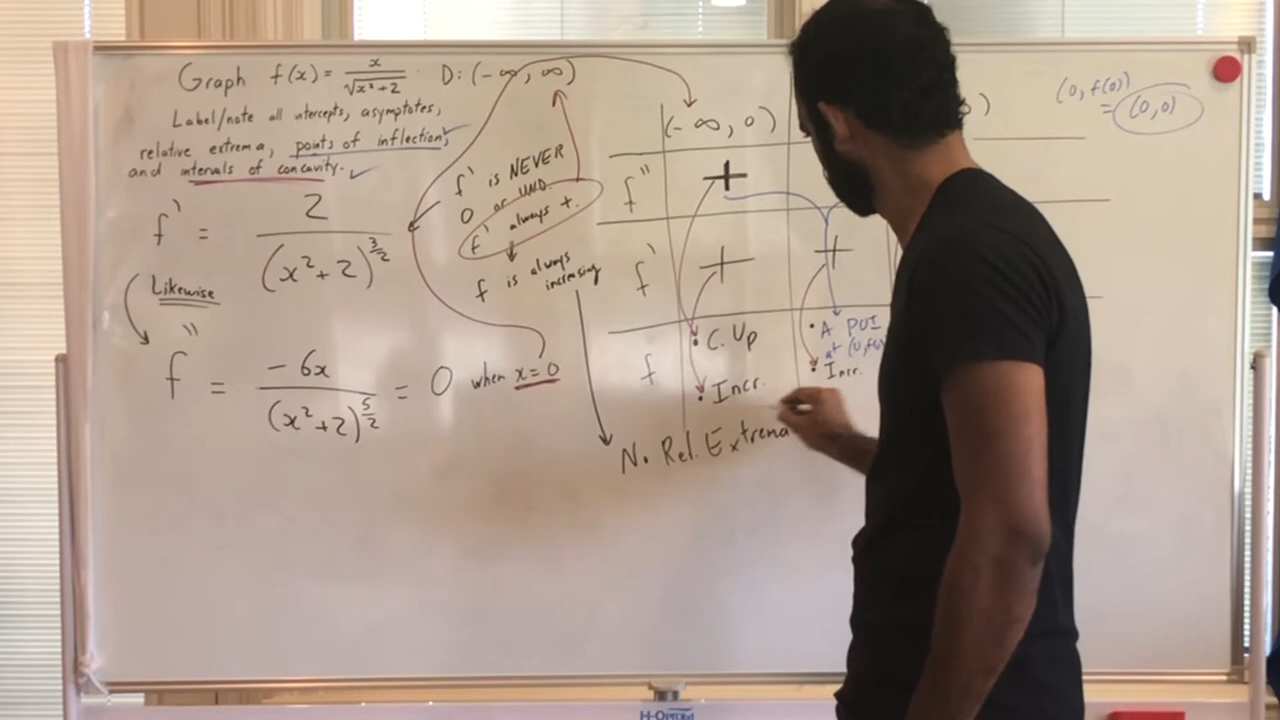 Graph f(x) = x / √x²+2 D: (-∞, ∞)
Label/note all intercepts, asymptotes,
relative extrema, points of inflection,
and intervals of concavity.
f' = 2 / (x²+2)^(3/2)
Likewise
f'' = -6x / (x²+2)^(5/2) = 0 when x=0
f' is NEVER
0 or UND
f' always +.
f is always
increasing
(-∞, 0)
f'' +
f' + +
f
• C. Up
• Incr.
• A POI
at (0, f(0)
• Incr.
No Rel. Extrema
(0, f(0))
= (0,0)
H-Optimal